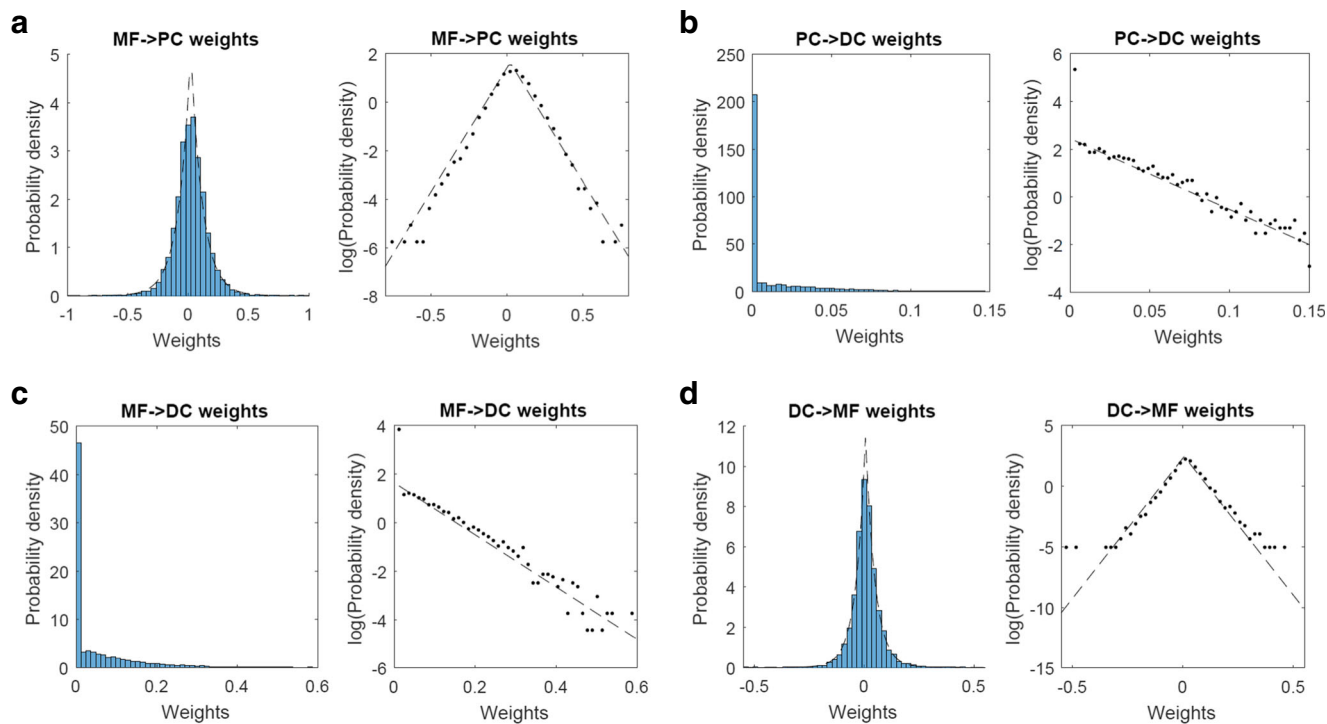 a
MF->PC weights
5
4
3
2
1
0
Probability density
-1
-0.5
0
0.5
1
Weights
MF->PC weights
2
0
-2
-4
-6
-8
log(Probability density)
-0.5
0
0.5
Weights
b
PC->DC weights
250
200
150
100
50
0
Probability density
0
0.05
0.1
0.15
Weights
PC->DC weights
6
4
2
0
-2
-4
log(Probability density)
0
0.05
0.1
0.15
Weights
c
MF->DC weights
50
40
30
20
10
0
Probability density
0
0.2
0.4
0.6
Weights
MF->DC weights
4
2
0
-2
-4
-6
log(Probability density)
0
0.2
0.4
0.6
Weights
d
DC->MF weights
12
10
8
6
4
2
0
Probability density
-0.5
0
0.5
Weights
DC->MF weights
5
0
-5
-10
-15
log(Probability density)
-0.5
0
0.5
Weights